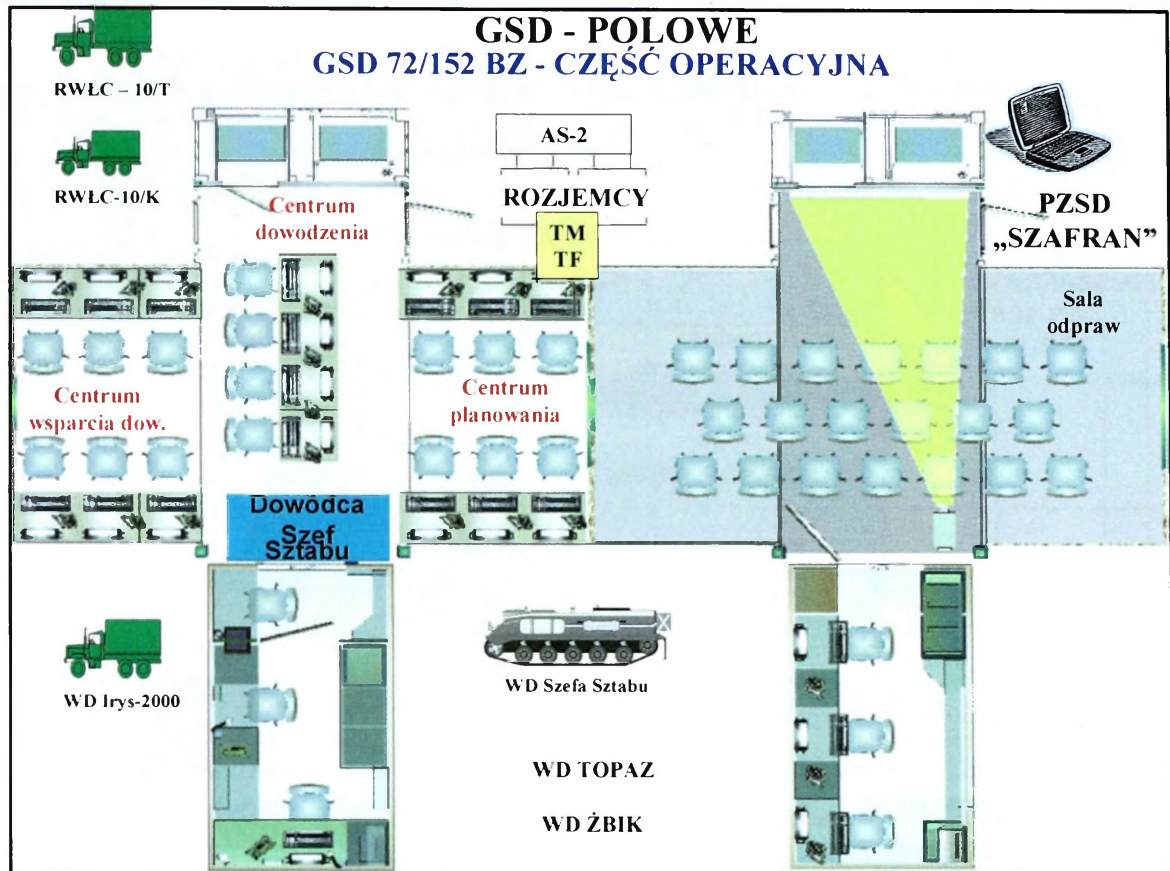 GSD - POLOWE
GSD 72/152 BZ - CZĘŚĆ OPERACYJNA
RWŁC – 10/T
RWŁC-10/K
AS-2
ROZJEMCY
TM
TF
PZSD
„SZAFRAN”
Centrum
dowodzenia
Sala
odpraw
Centrum
wsparcia dow.
Centrum
planowania
Dowódca
Szef
Sztabu
WD Irys-2000
WD Szefa Sztabu
WD TOPAZ
WD ŻBIK